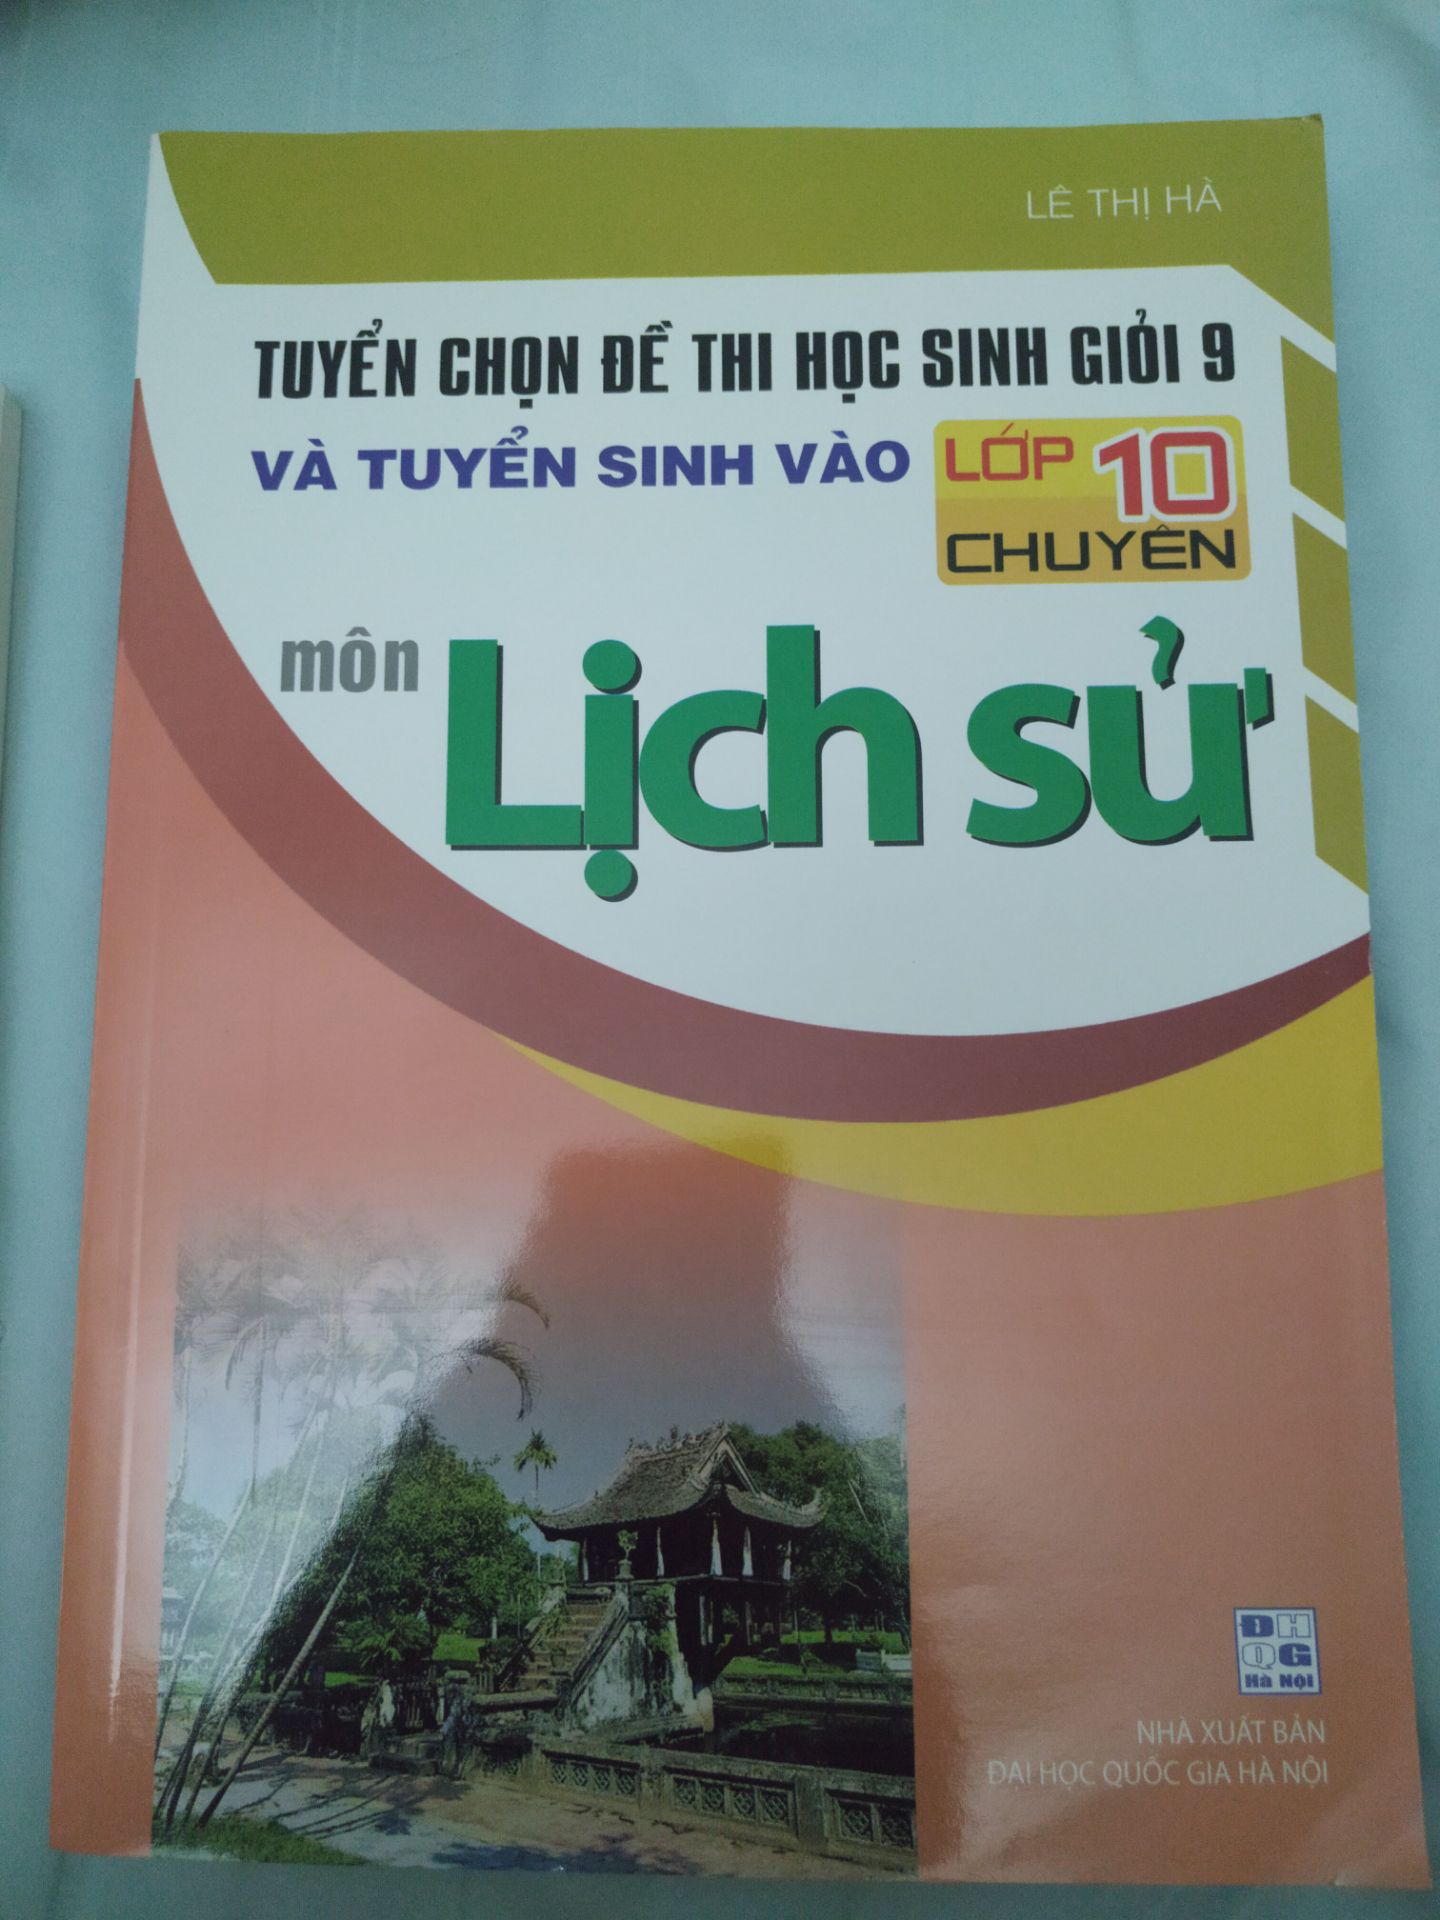 LÊ THỊ HÀ
TUYỂN CHỌN ĐỀ THI HỌC SINH GIỎI 9
VÀ TUYỂN SINH VÀO LỚP 10
CHUYÊN
môn Lịch sử
ĐH
QG
Hà Nội
NHÀ XUẤT BẢN
ĐẠI HỌC QUỐC GIA HÀ NỘI